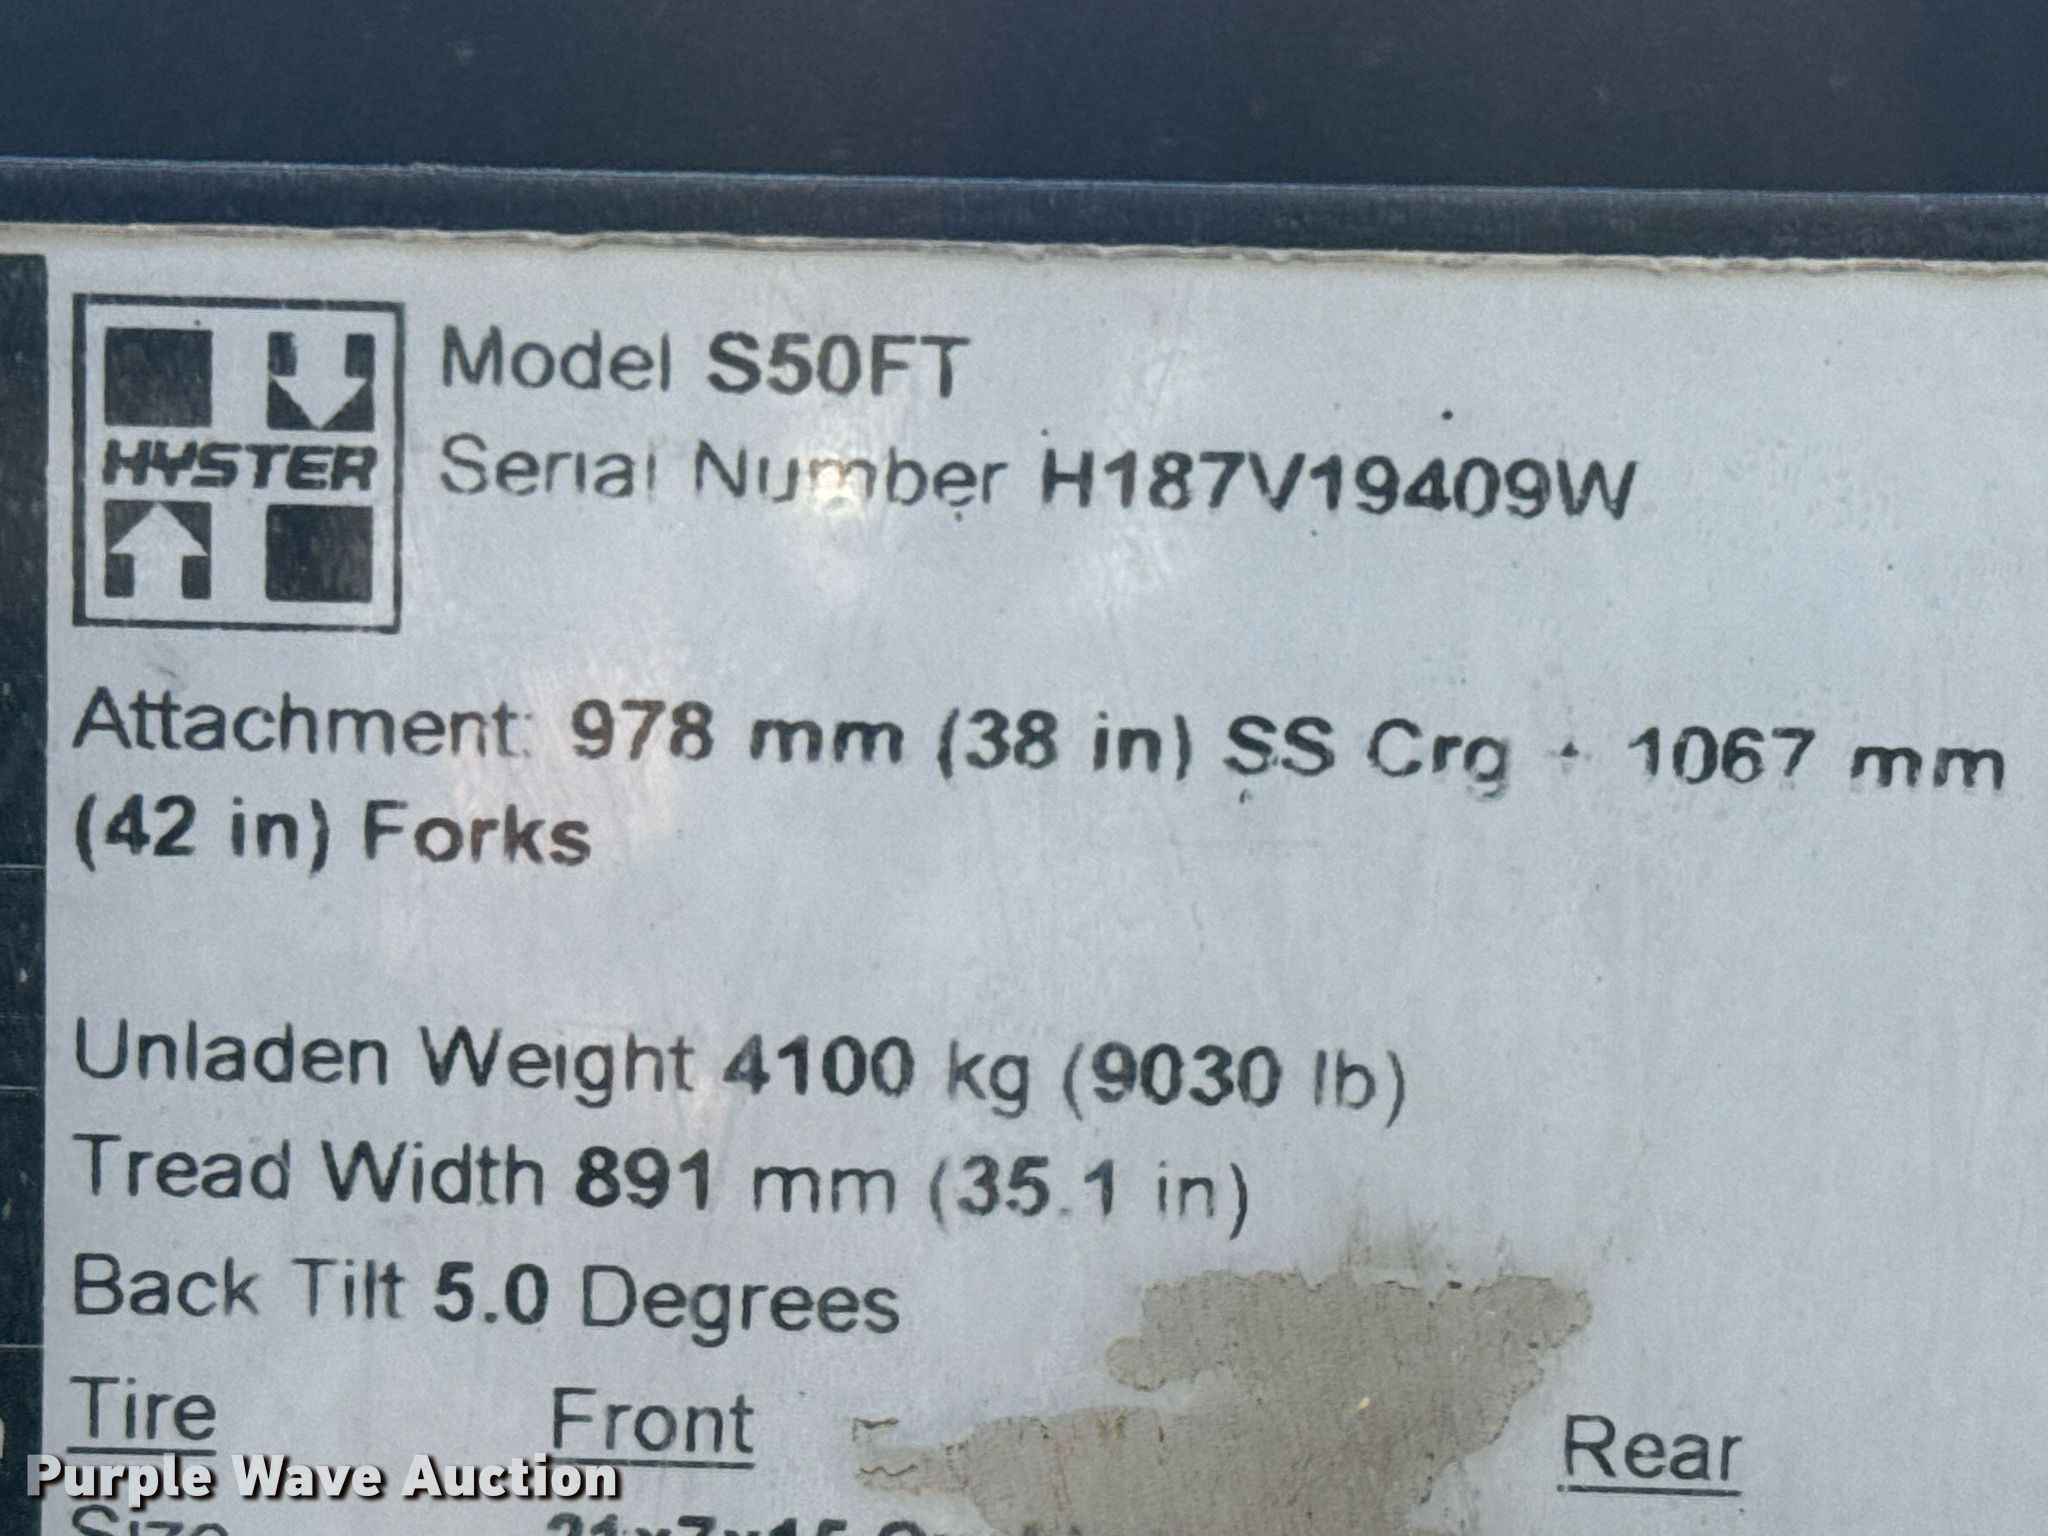 HYSTER
Model S50FT
Serial Number H187V19409W
Attachment: 978 mm (38 in) SS Crg - 1067 mm
(42 in) Forks
Unladen Weight 4100 kg (9030 lb)
Tread Width 891 mm (35.1 in)
Back Tilt 5.0 Degrees
Tire Front Rear
Purple Wave Auction
Size